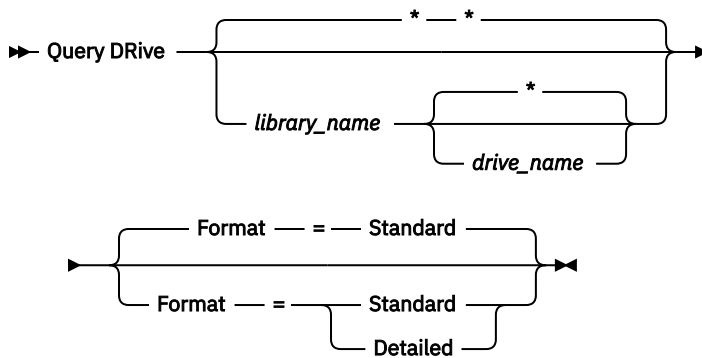 * *
Query DRive
*
library_name
drive_name
Format = Standard
Format = Standard
Detailed